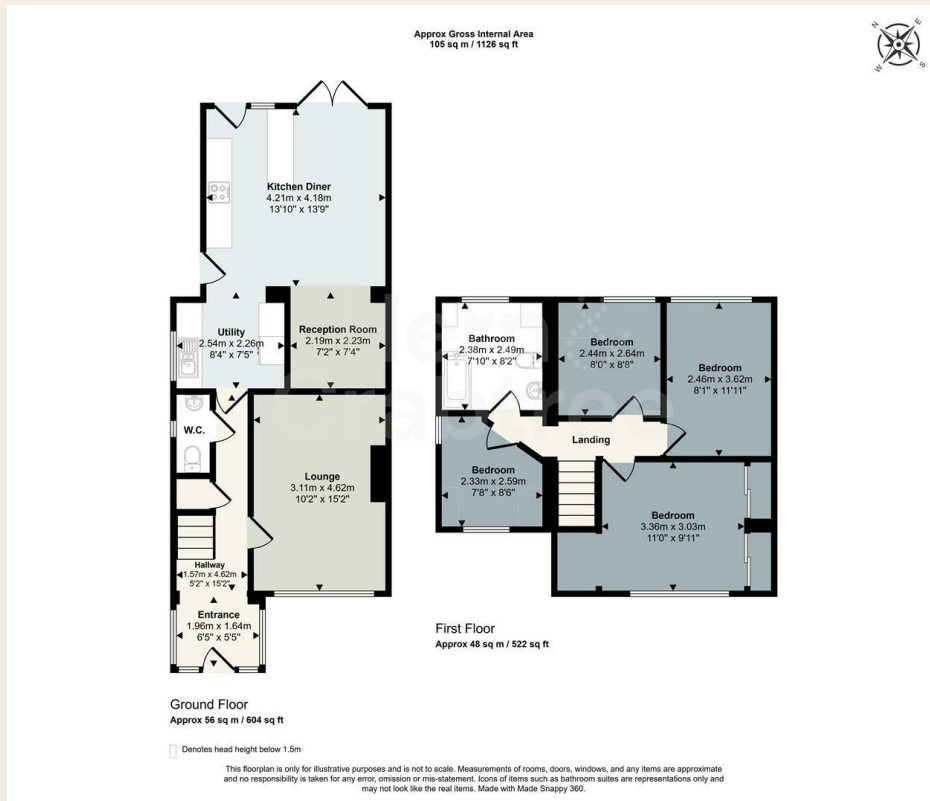 Approx Gross Internal Area
105 sq m / 1126 sq ft
N
E
S
W
Kitchen Diner
4.21m x 4.18m
13'10" x 13'9"
Utility
2.54m x 2.26m
8'4" x 7'5"
Reception Room
2.19m x 2.23m
7'2" x 7'4"
W.C.
Lounge
3.11m x 4.62m
10'2" x 15'2"
Hallway
1.57m x 4.62m
5'2" x 15'2"
Entrance
1.96m x 1.64m
6'5" x 5'5"
Ground Floor
Approx 56 sq m / 604 sq ft
Denotes head height below 1.5m
Bathroom
2.38m x 2.49m
7'10" x 8'2"
Bedroom
2.44m x 2.64m
8'0" x 8'8"
Bedroom
2.46m x 3.62m
8'1" x 11'11"
Landing
Bedroom
2.33m x 2.59m
7'8" x 8'6"
Bedroom
3.36m x 3.03m
11'0" x 9'11"
First Floor
Approx 48 sq m / 522 sq ft
Hern
Crabtree
This floorplan is only for illustrative purposes and is not to scale. Measurements of rooms, doors, windows, and any items are approximate
and no responsibility is taken for any error, omission or mis-statement. Icons of items such as bathroom suites are representations only and
may not look like the real items. Made with Made Snappy 360.